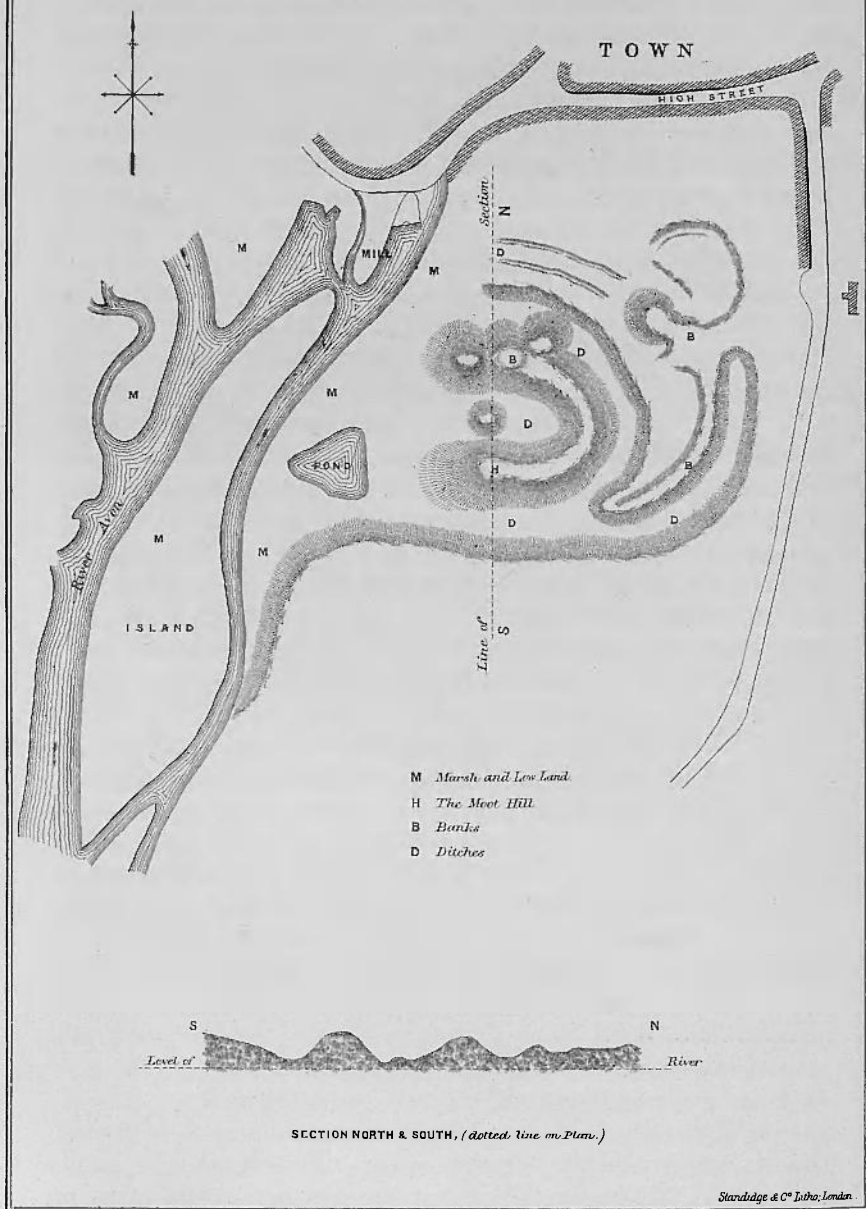 TOWN
HIGH STREET
Section
N
D
M
MILL
M
B
D
B
M
M
D
POND
H
B
D
D
River Avon
M
M
ISLAND
Line of
S
M Marsh and Low Land
H The Moot Hill
B Banks
D Ditches
S
N
Level of
River
SECTION NORTH & SOUTH, (dotted line on Plan.)
Standidge & Co Litho; London.